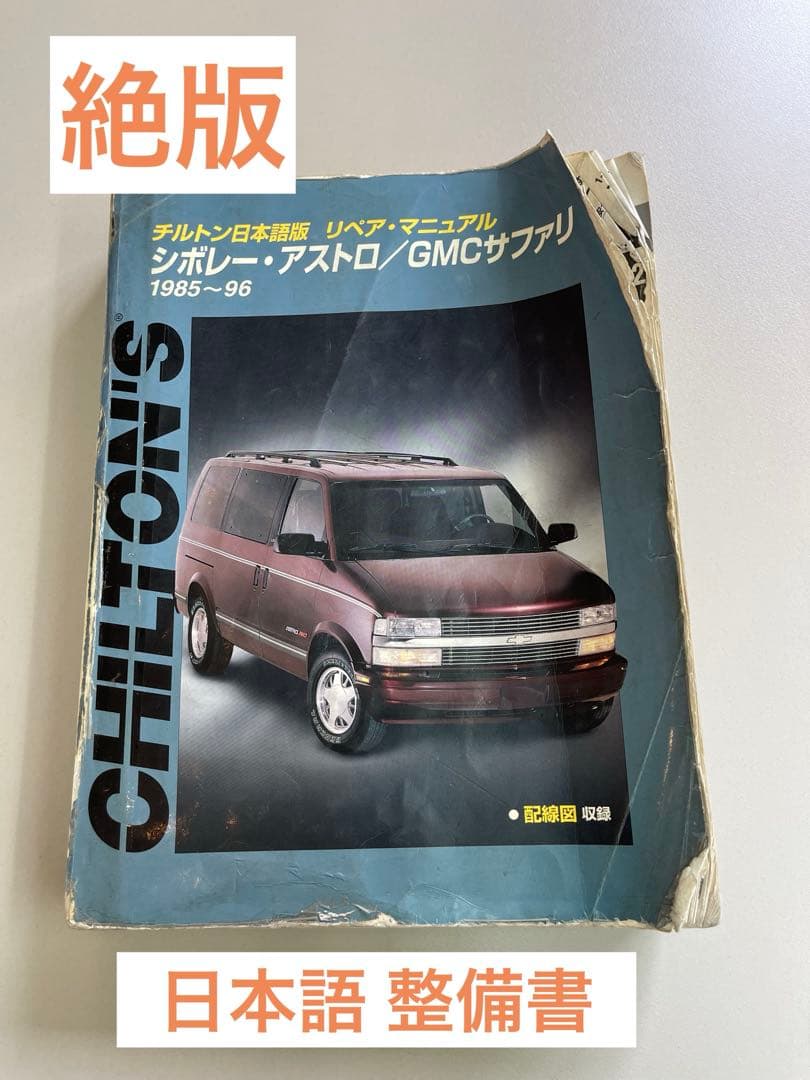 絶版
チルトン日本語版 リペア・マニュアル
シボレー・アストロ/GMCサファリ
1985〜96
CHILTON'S®
●配線図 収録
日本語 整備書